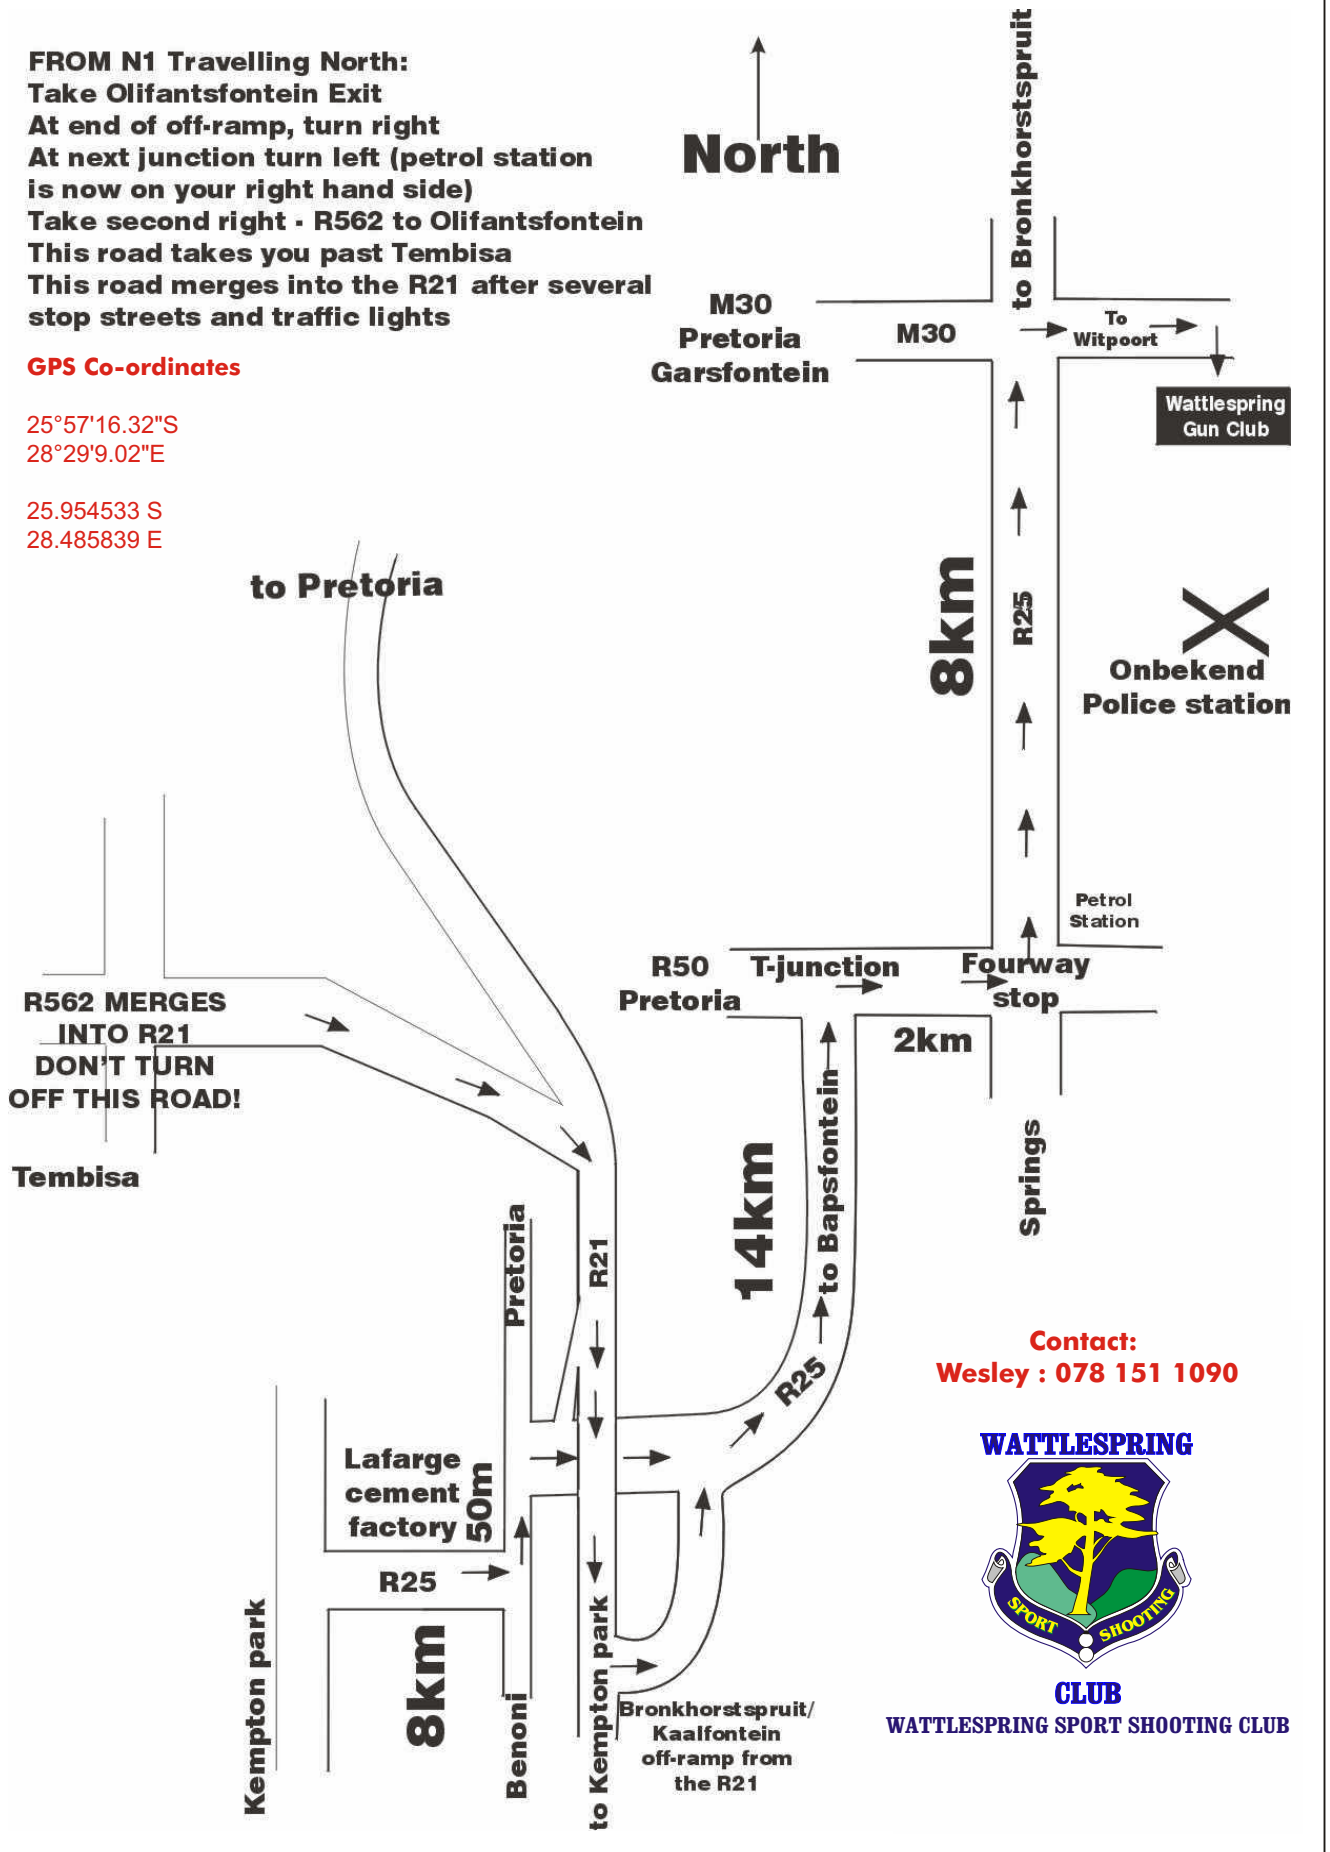 FROM N1 Travelling North:
Take Olifantsfontein Exit
At end of off-ramp, turn right
At next junction turn left (petrol station
is now on your right hand side)
Take second right - R562 to Olifantsfontein
This road takes you past Tembisa
This road merges into the R21 after several
stop streets and traffic lights
GPS Co-ordinates
25°57'16.32"S
28°29'9.02"E
25.954533 S
28.485839 E
North
to Bronkhorstspruit
M30
Pretoria
Garsfontein
M30
To
Witpoort
Wattlespring
Gun Club
8km
R25
Onbekend
Police station
to Pretoria
Petrol
Station
R50
Pretoria
T-junction
Fourway
stop
2km
R562 MERGES
INTO R21
DON'T TURN
OFF THIS ROAD!
Tembisa
14km
to Bapsfontein
Springs
Pretoria
R21
R25
Lafarge
cement
factory
50m
R25
Kempton park
8km
Benoni
to Kempton park
Bronkhorstspruit/
Kaalfontein
off-ramp from
the R21
Contact:
Wesley : 078 151 1090
WATTLESPRING
SPORT SHOOTING
CLUB
WATTLESPRING SPORT SHOOTING CLUB